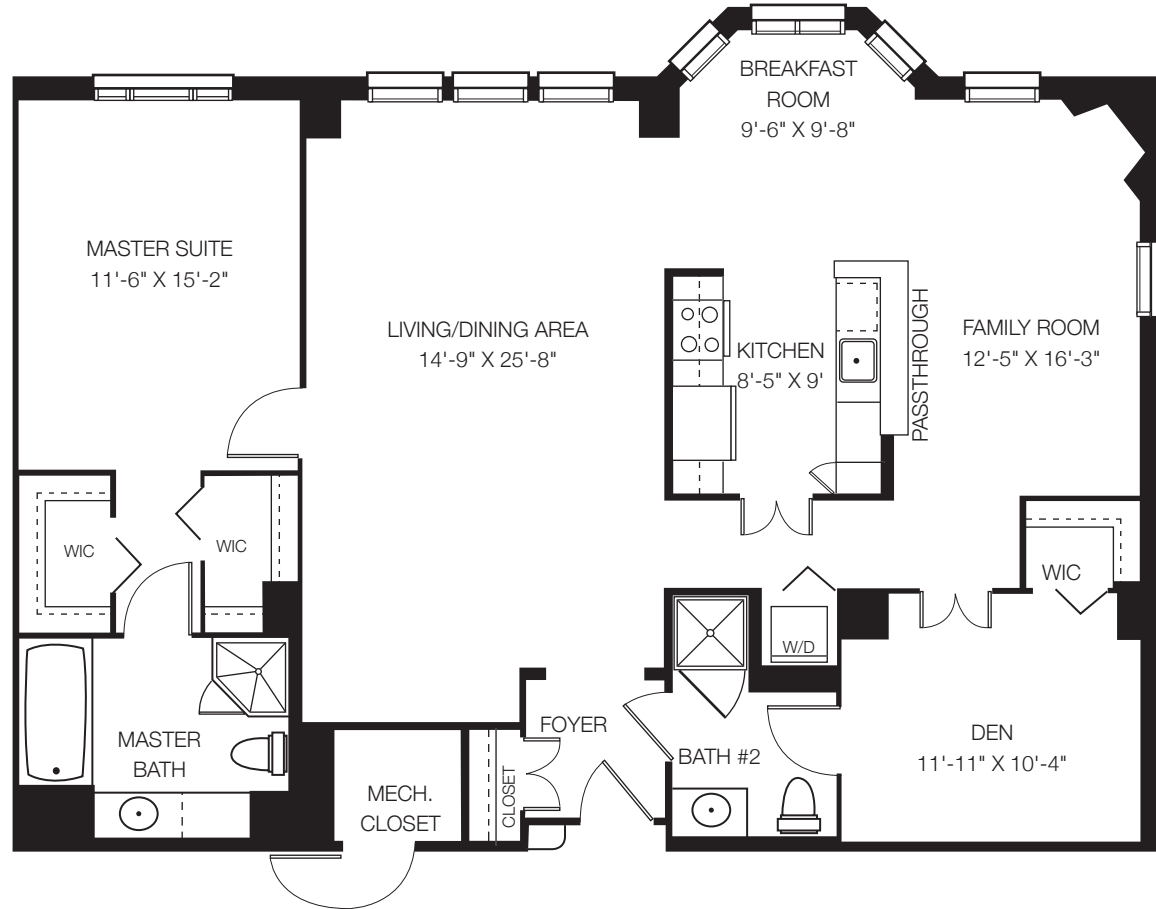 BREAKFAST
ROOM
9'-6" X 9'-8"
MASTER SUITE
11'-6" X 15'-2"
LIVING/DINING AREA
14'-9" X 25'-8"
KITCHEN
8'-5" X 9'
PASSTHROUGH
FAMILY ROOM
12'-5" X 16'-3"
WIC
WIC
WIC
W/D
MASTER
BATH
FOYER
BATH #2
DEN
11'-11" X 10'-4"
MECH.
CLOSET
CLOSET